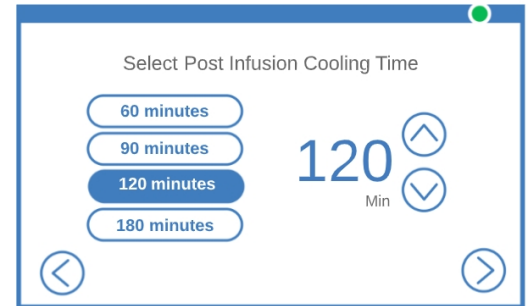 Select Post Infusion Cooling Time
60 minutes
90 minutes
120 minutes
180 minutes
120
Min